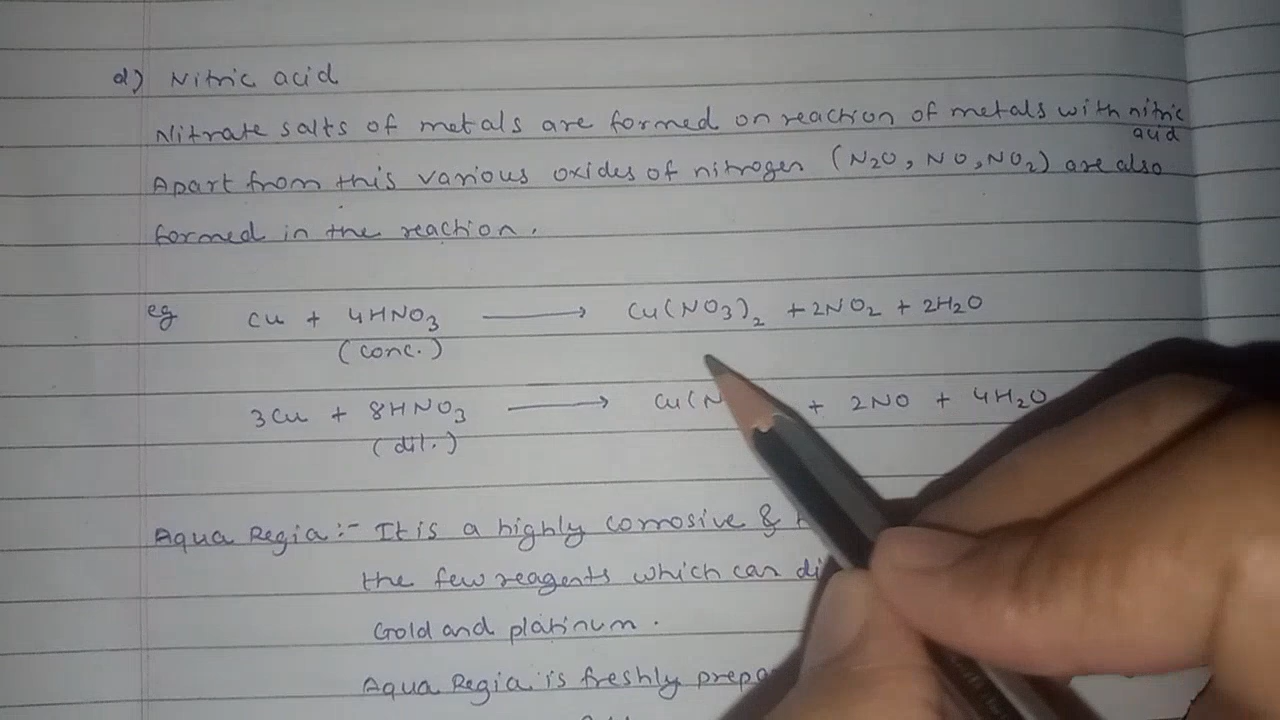 d) Nitric acid
Nitrate salts of metals are formed on reaction of metals with nitric
acid
Apart from this various oxides of nitrogen (N2O, NO, NO2) are also
formed in the reaction.
eg Cu + 4HNO3 → Cu(NO3)2 + 2NO2 + 2H2O
(conc.)
3Cu + 8HNO3 → Cu(N + 2NO + 4H2O
(dil.)
Aqua Regia :- It is a highly corrosive &
the few reagents which can di
Gold and platinum.
Aqua Regia is freshly prepa